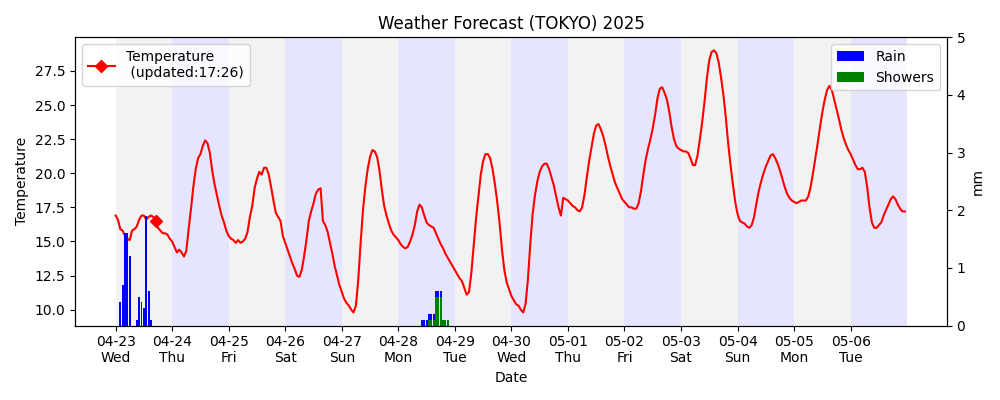 Weather Forecast (TOKYO) 2025
Temperature
(updated:17:26)
Rain
Showers
Temperature
27.5
25.0
22.5
20.0
17.5
15.0
12.5
10.0
5
4
3
2
1
0
mm
04-23 04-24 04-25 04-26 04-27 04-28 04-29 04-30 05-01 05-02 05-03 05-04 05-05 05-06
Wed Thu Fri Sat Sun Mon Tue Wed Thu Fri Sat Sun Mon Tue
Date